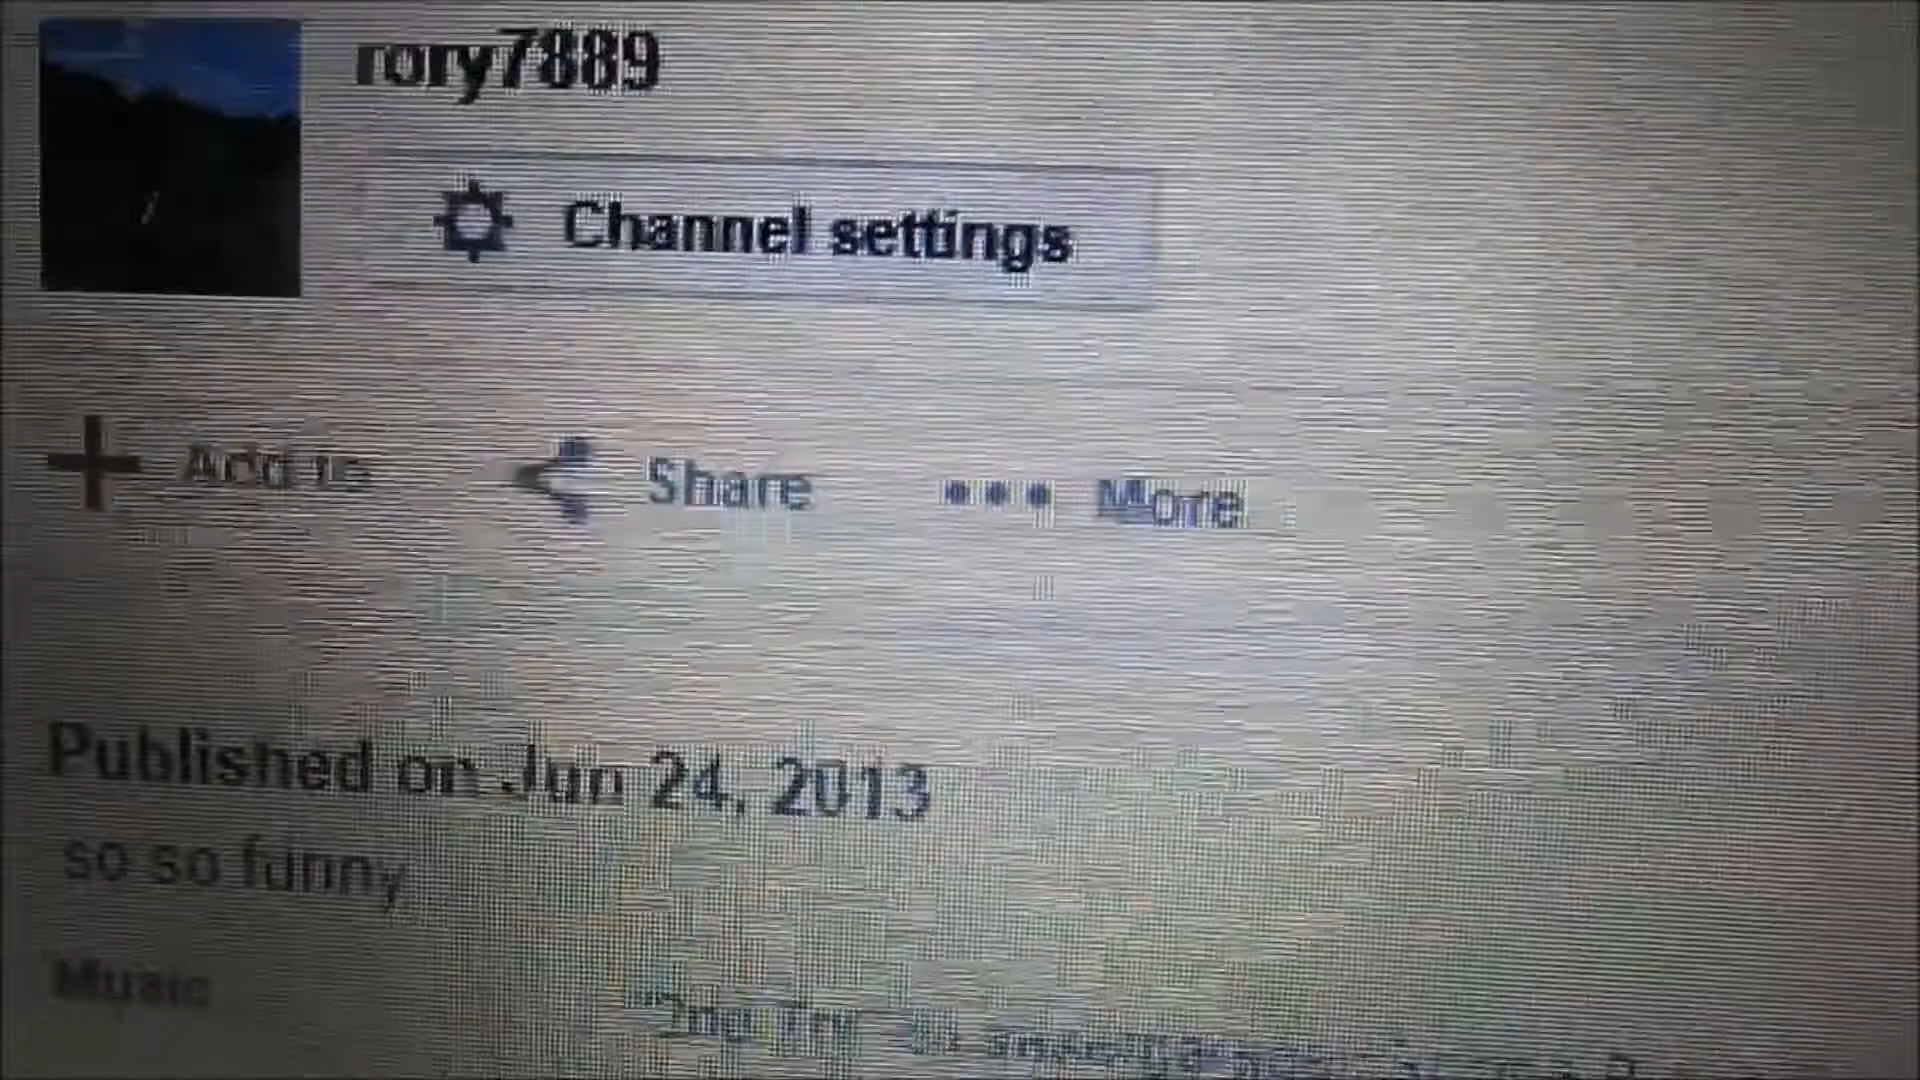 rory7889
Channel settings
Add to
Share
More
Published on Jun 24, 2013
so so funny
Music